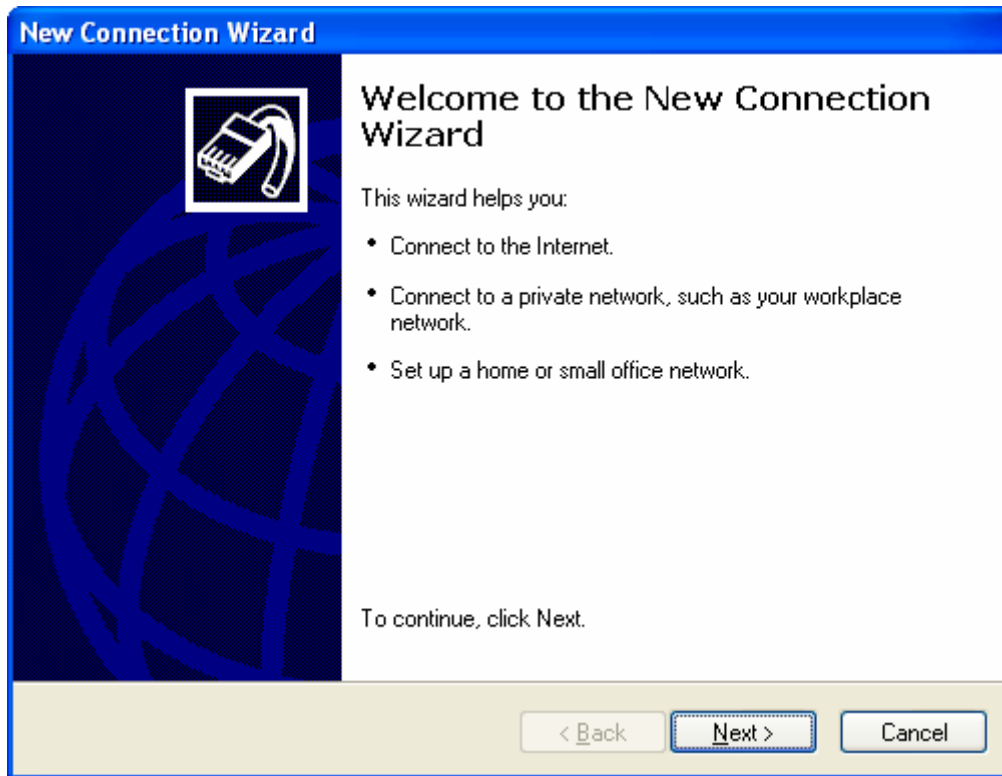 New Connection Wizard
Welcome to the New Connection
Wizard
This wizard helps you:
• Connect to the Internet.
• Connect to a private network, such as your workplace
network.
• Set up a home or small office network.
To continue, click Next.
< Back
Next >
Cancel